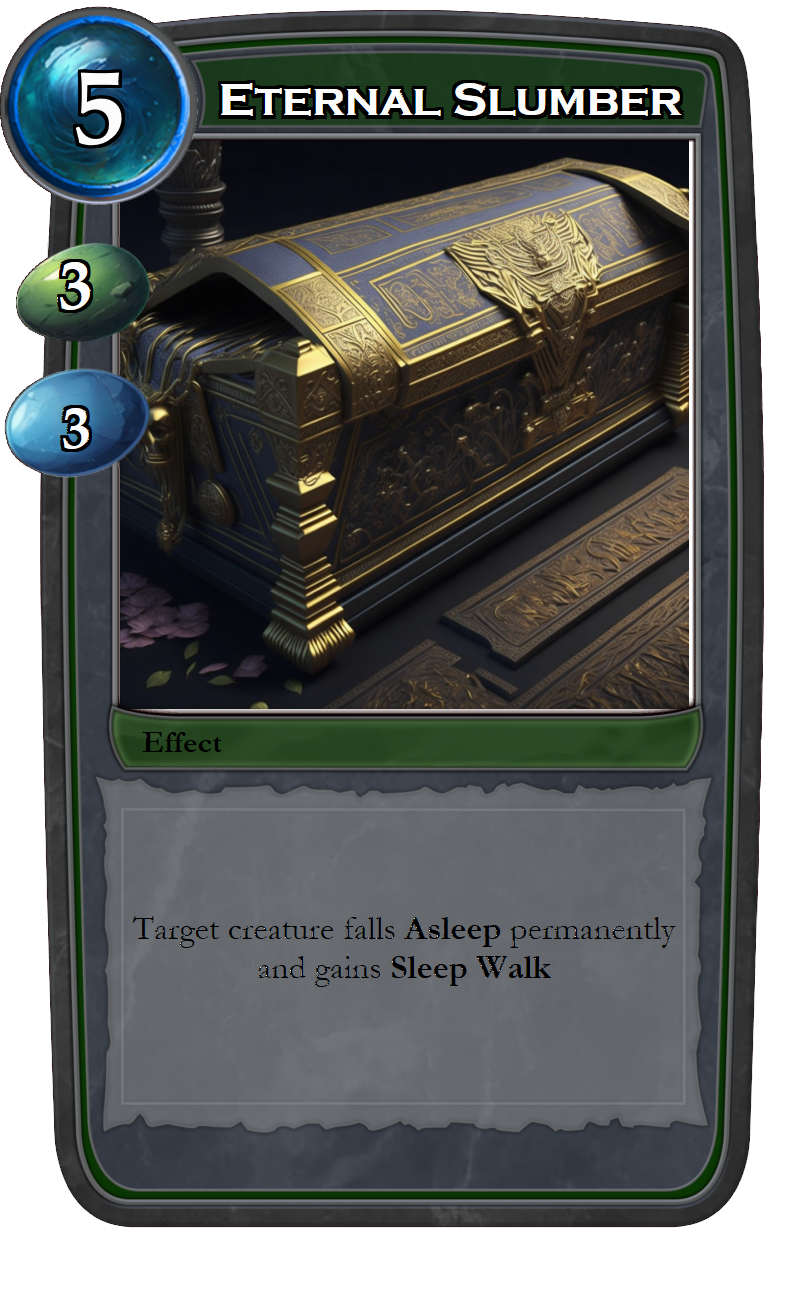 5
Eternal Slumber
3
3
Effect
Target creature falls Asleep permanently
and gains Sleep Walk